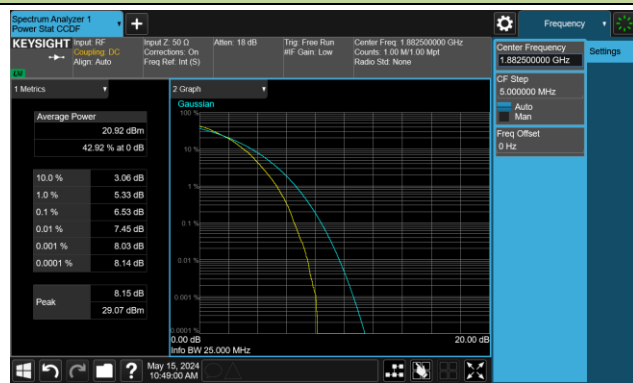 Spectrum Analyzer 1
Power Stat CCDF
Frequency
KEYSIGHT
Input: RF
Coupling: DC
Align: Auto
Input Z: 50 Ω
Corrections: On
Freq Ref: Int (S)
Atten: 18 dB
Trig: Free Run
#IF Gain: Low
Center Freq: 1.882500000 GHz
Counts: 1.00 M/1.00 Mpt
Radio Std: None
Center Frequency
1.882500000 GHz
Settings
CF Step
5.000000 MHz
Auto
Man
Freq Offset
0 Hz
1 Metrics
Average Power
20.92 dBm
42.92 % at 0 dB
10.0 % 3.06 dB
1.0 % 5.33 dB
0.1 % 6.53 dB
0.01 % 7.45 dB
0.001 % 8.03 dB
0.0001 % 8.14 dB
Peak
8.15 dB
29.07 dBm
2 Graph
Gaussian
100 %
10 %
1 %
0.1 %
0.01 %
0.001 %
0.0001 %
0.00 dB
20.00 dB
Info BW 25.000 MHz
?
May 15, 2024
10:49:00 AM